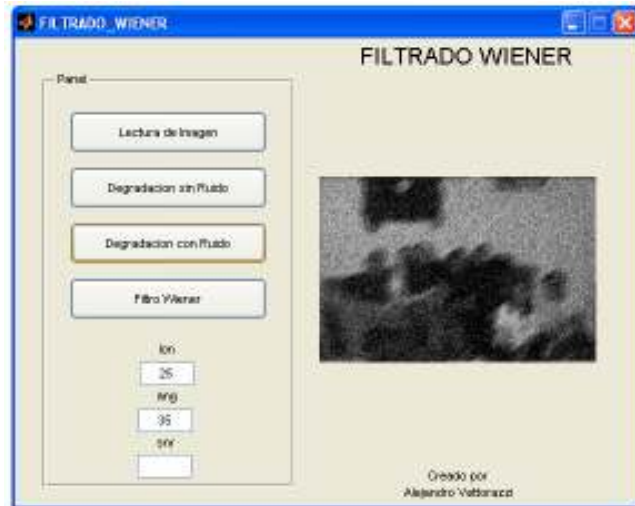 FILTRADO_WIENER
FILTRADO WIENER
Panel
Lectura de Imagen
Degradacion sin Ruido
Degradacion con Ruido
Filtro Wiener
lon
25
ang
35
snr
Creado por
Alejandro Vettorazzi